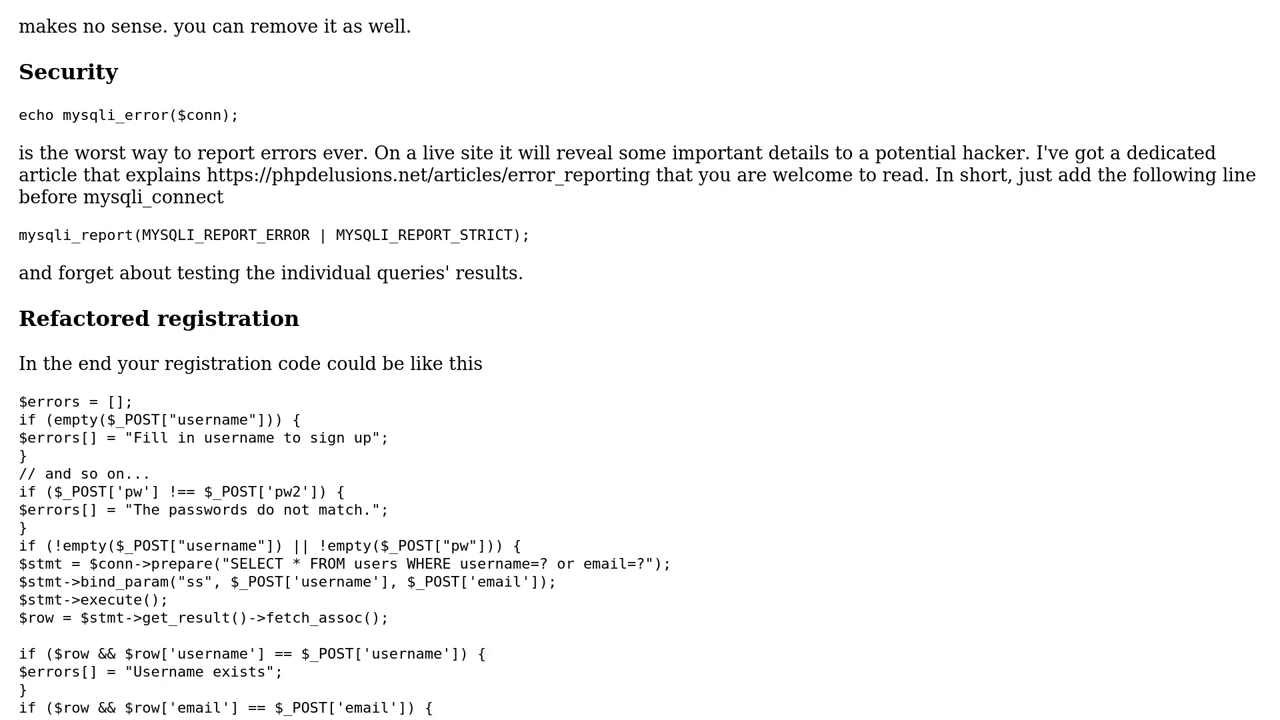 makes no sense. you can remove it as well.
Security
echo mysqli_error($conn);
is the worst way to report errors ever. On a live site it will reveal some important details to a potential hacker. I've got a dedicated
article that explains https://phpdelusions.net/articles/error_reporting that you are welcome to read. In short, just add the following line
before mysqli_connect
mysqli_report(MYSQLI_REPORT_ERROR | MYSQLI_REPORT_STRICT);
and forget about testing the individual queries' results.
Refactored registration
In the end your registration code could be like this
$errors = [];
if (empty($_POST["username"])) {
$errors[] = "Fill in username to sign up";
}
// and so on...
if ($_POST['pw'] !== $_POST['pw2']) {
$errors[] = "The passwords do not match.";
}
if (!empty($_POST["username"]) || !empty($_POST["pw"])) {
$stmt = $conn->prepare("SELECT * FROM users WHERE username=? or email=?");
$stmt->bind_param("ss", $_POST['username'], $_POST['email']);
$stmt->execute();
$row = $stmt->get_result()->fetch_assoc();
if ($row && $row['username'] == $_POST['username']) {
$errors[] = "Username exists";
}
if ($row && $row['email'] == $_POST['email']) {